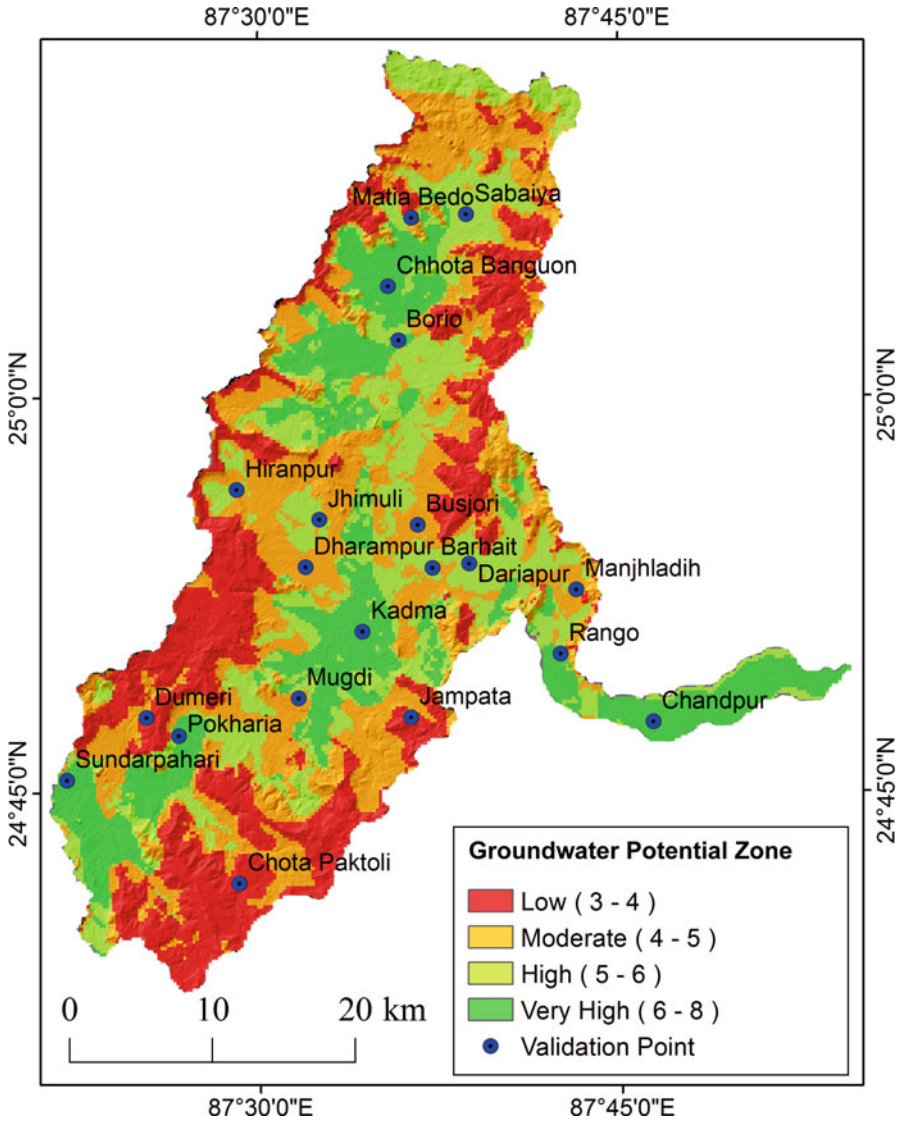 87°30'0"E 87°45'0"E
Matia Bedo Sabaiya
Chhota Banguon
Borio
25°0'0"N 25°0'0"N
Hiranpur
Jhimuli Busjori
Dharampur Barhait
Dariapur Manjhladih
Kadma
Rango
Mugdi
Dumeri Jampata Chandpur
Pokharia
Sundarpahari
24°45'0"N 24°45'0"N
Chota Paktoli
Groundwater Potential Zone
Low ( 3 - 4 )
Moderate ( 4 - 5 )
High ( 5 - 6 )
Very High ( 6 - 8 )
Validation Point
0 10 20 km
87°30'0"E 87°45'0"E